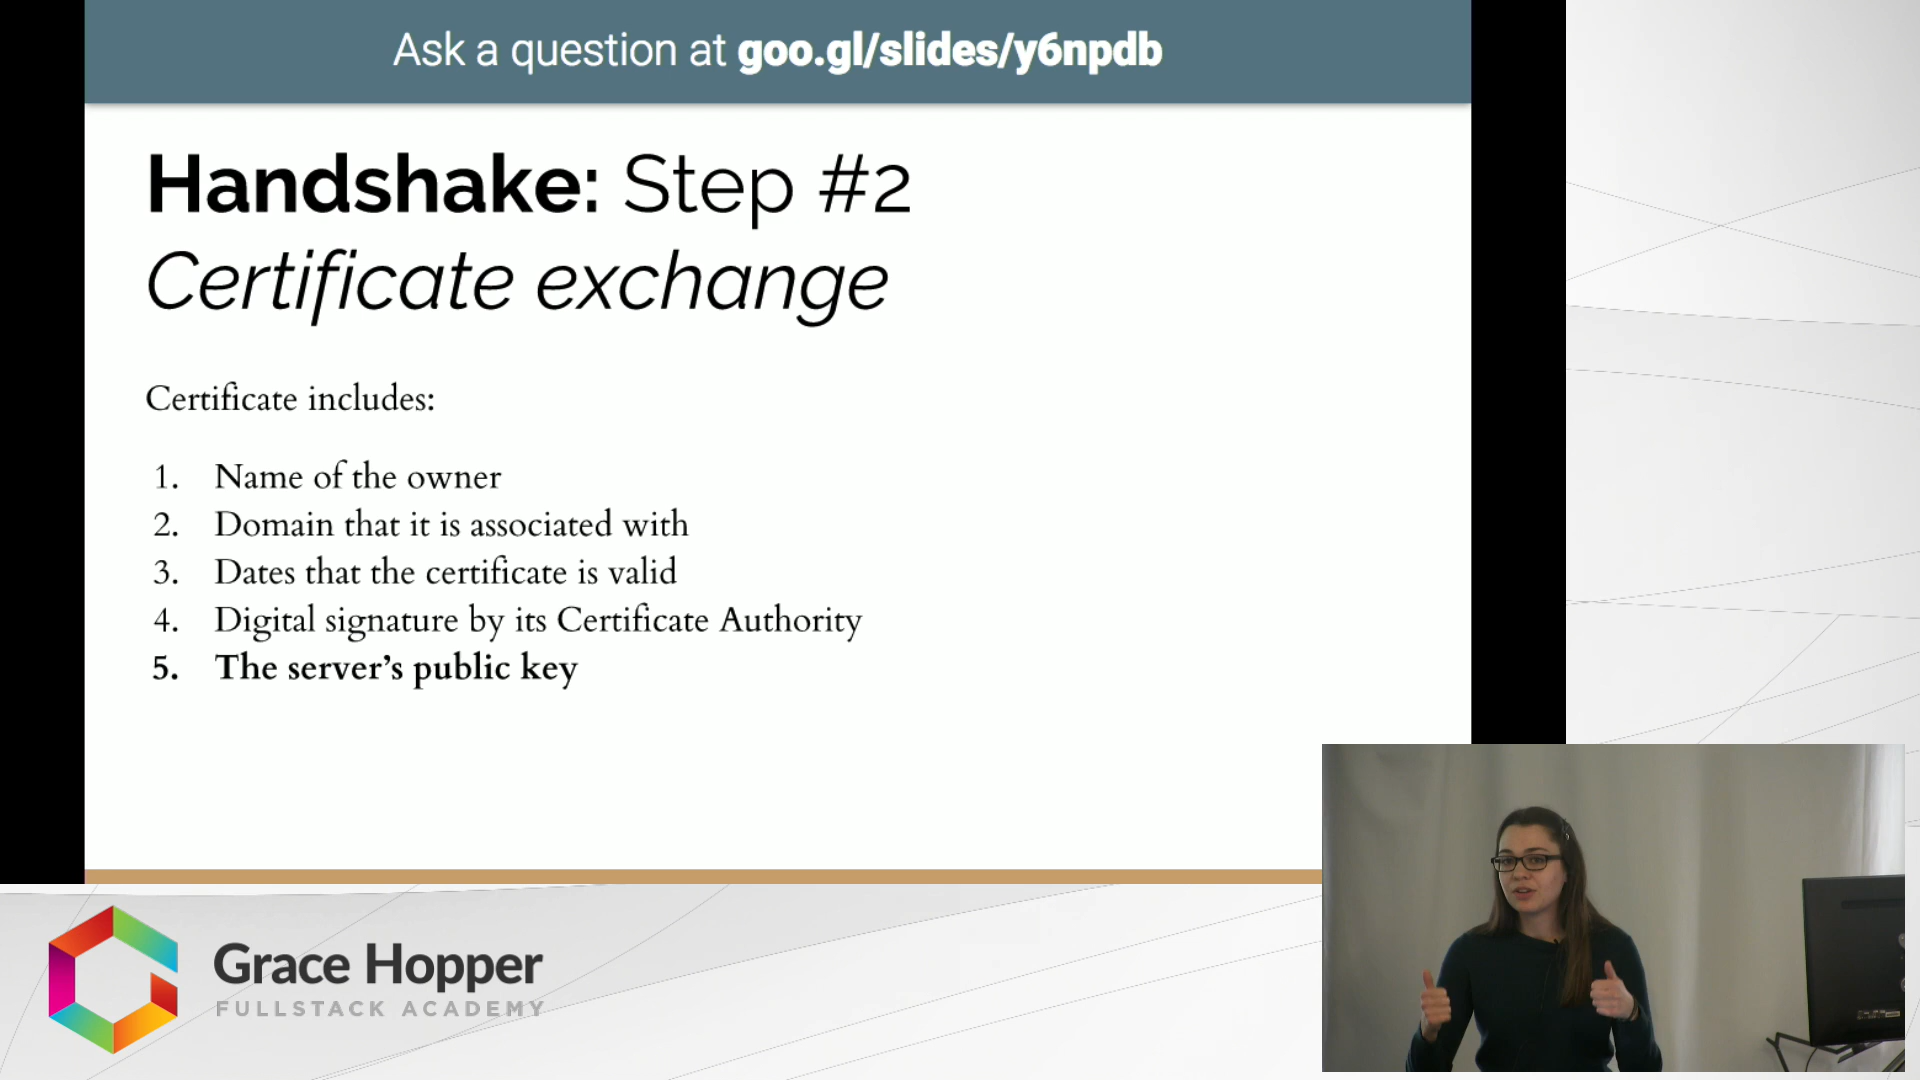 Ask a question at goo.gl/slides/y6npdb
Handshake: Step #2
Certificate exchange
Certificate includes:
1. Name of the owner
2. Domain that it is associated with
3. Dates that the certificate is valid
4. Digital signature by its Certificate Authority
5. The server’s public key
Grace Hopper
FULLSTACK ACADEMY